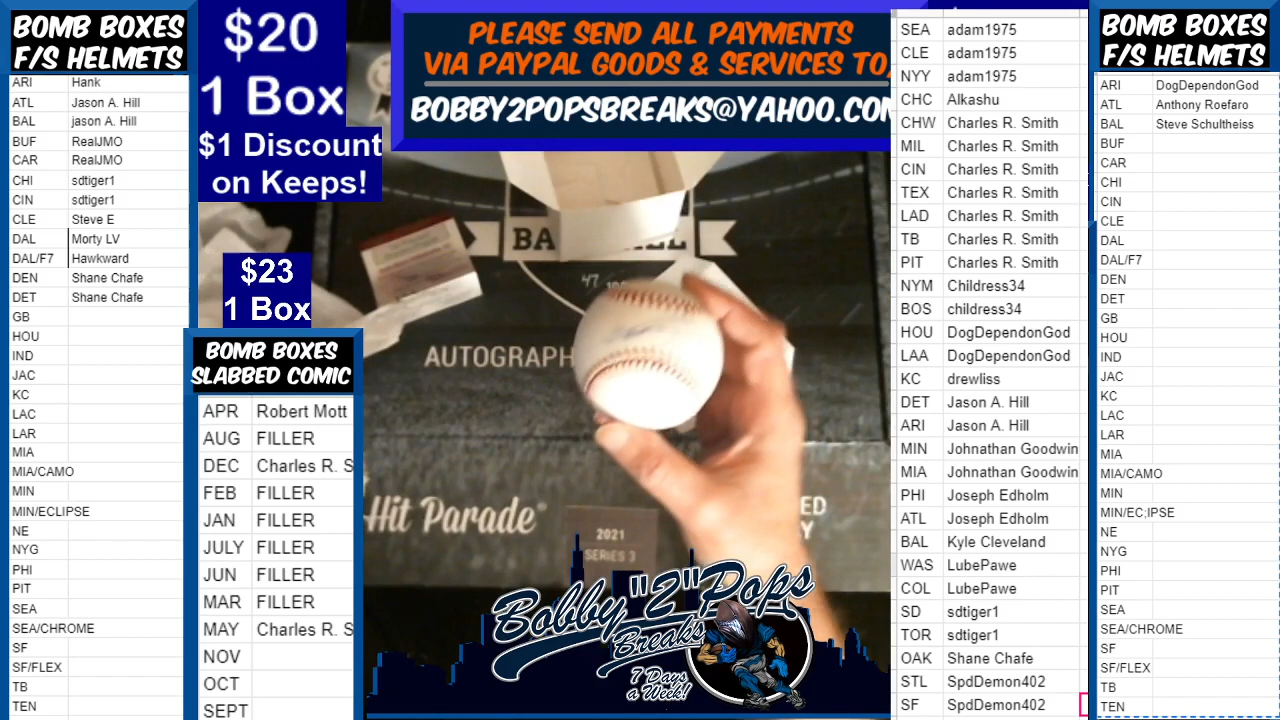 BOMB BOXES
F/S HELMETS
ARI Hank
ATL Jason A. Hill
BAL jason A. Hill
BUF RealJMO
CAR RealJMO
CHI sdtiger1
CIN sdtiger1
CLE Steve E
DAL Morty LV
DAL/F7 Hawkward
DEN Shane Chafe
DET Shane Chafe
GB
HOU
IND
JAC
KC
LAC
LAR
MIA
MIA/CAMO
MIN
MIN/ECLIPSE
NE
NYG
PHI
PIT
SEA
SEA/CHROME
SF
SF/FLEX
TB
TEN
$20
1 Box
$1 Discount
on Keeps!
$23
1 Box
BOMB BOXES
SLABBED COMIC
APR Robert Mott
AUG FILLER
DEC Charles R. S
FEB FILLER
JAN FILLER
JULY FILLER
JUN FILLER
MAR FILLER
MAY Charles R. S
NOV
OCT
SEPT
PLEASE SEND ALL PAYMENTS
VIA PAYPAL GOODS & SERVICES TO
BOBBY2POPSBREAKS@YAHOO.COM
BA
47
AUTOGRAPH
Hit Parade
2021
SERIES 3
ED
Y
Bobby "2" Pops
Breaks
7 Days
a Week!
SEA adam1975
CLE adam1975
NYY adam1975
CHC Alkashu
CHW Charles R. Smith
MIL Charles R. Smith
CIN Charles R. Smith
TEX Charles R. Smith
LAD Charles R. Smith
TB Charles R. Smith
PIT Charles R. Smith
NYM Childress34
BOS childress34
HOU DogDependonGod
LAA DogDependonGod
KC drewliss
DET Jason A. Hill
ARI Jason A. Hill
MIN Johnathan Goodwin
MIA Johnathan Goodwin
PHI Joseph Edholm
ATL Joseph Edholm
BAL Kyle Cleveland
WAS LubePawe
COL LubePawe
SD sdtiger1
TOR sdtiger1
OAK Shane Chafe
STL SpdDemon402
SF SpdDemon402
BOMB BOXES
F/S HELMETS
ARI DogDependonGod
ATL Anthony Roefaro
BAL Steve Schultheiss
BUF
CAR
CHI
CIN
CLE
DAL
DAL/F7
DEN
DET
GB
HOU
IND
JAC
KC
LAC
LAR
MIA
MIA/CAMO
MIN
MIN/EC;IPSE
NE
NYG
PHI
PIT
SEA
SEA/CHROME
SF
SF/FLEX
TB
TEN